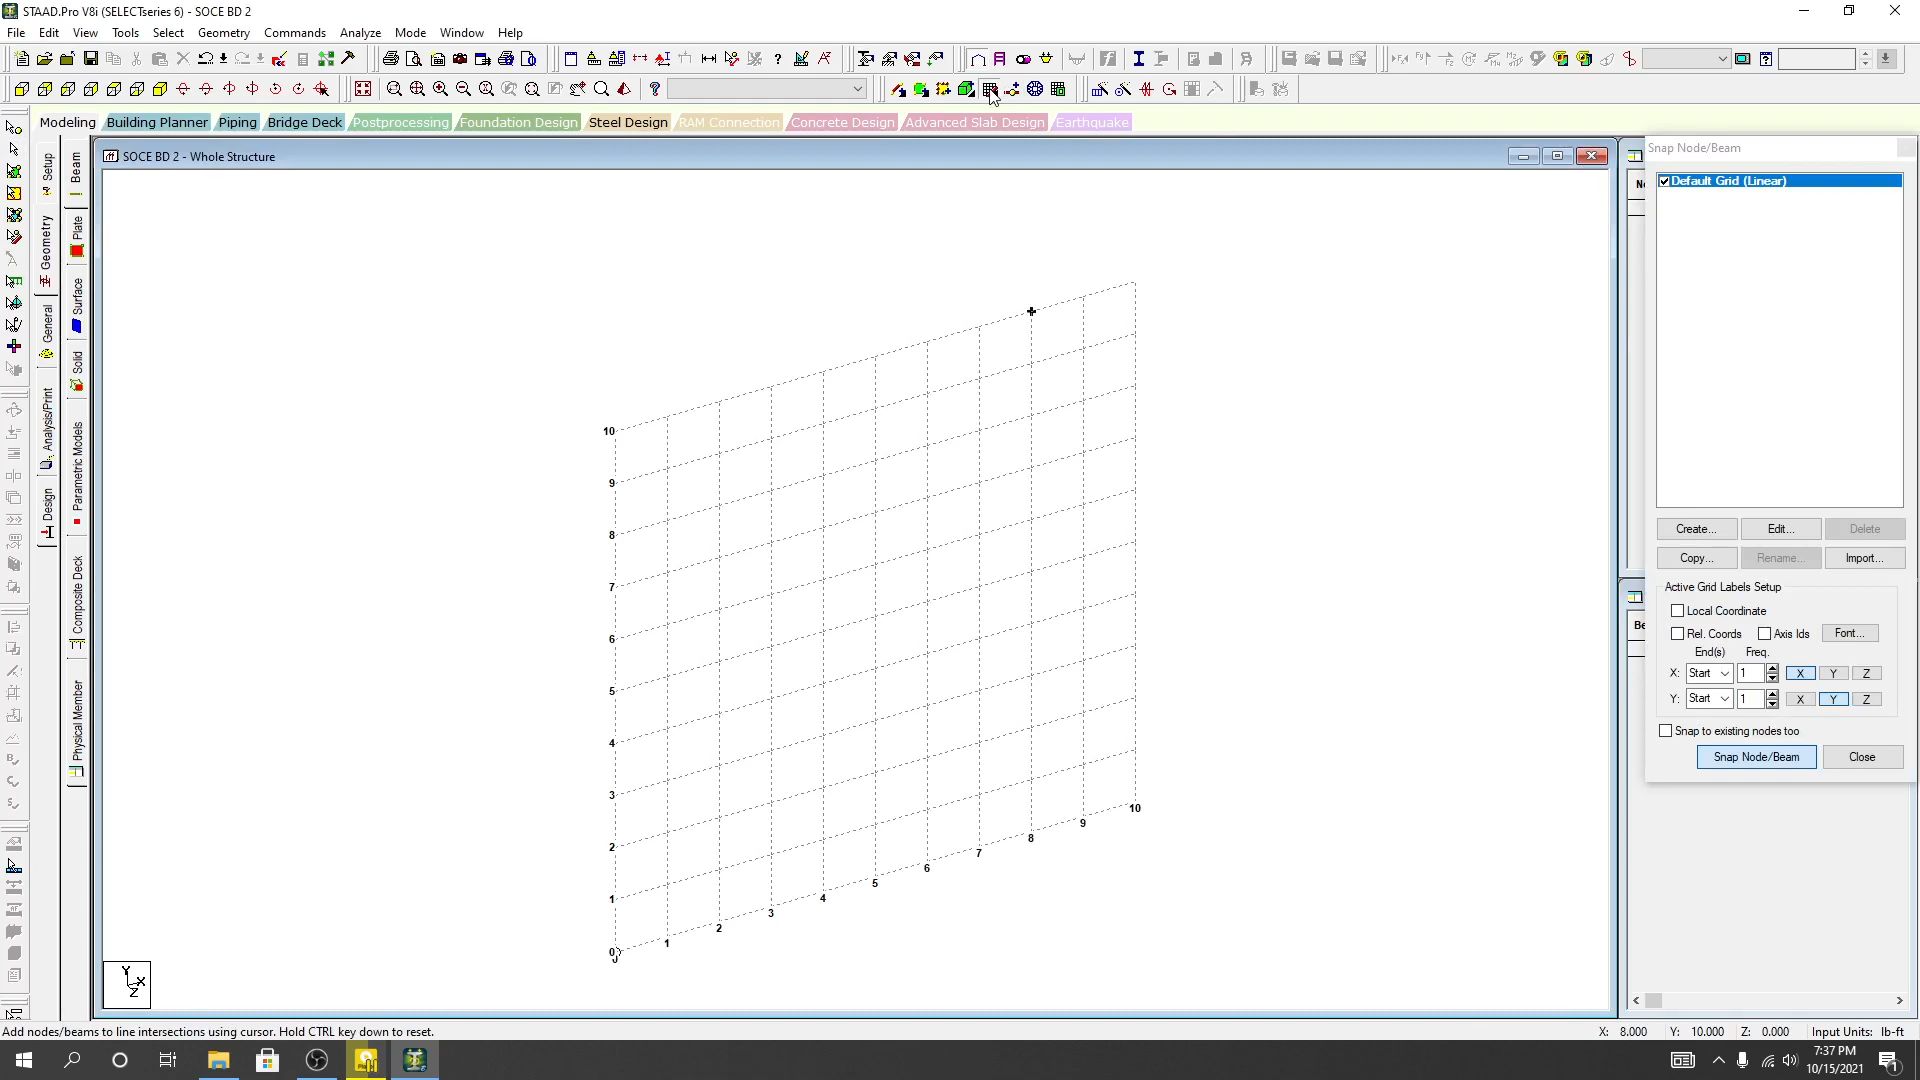 STAAD.Pro V8i (SELECTseries 6) - SOCE BD 2
File Edit View Tools Select Geometry Commands Analyze Mode Window Help
Modeling Building Planner Piping Bridge Deck Postprocessing Foundation Design Steel Design RAM Connection Concrete Design Advanced Slab Design Earthquake
Setup
Geometry
General
Analysis/Print
Design
Beam
Plate
Surface
Solid
Parametric Models
Composite Deck
Physical Member
SOCE BD 2 - Whole Structure
10
9
8
7
6
5
4
3
2
1
0
1
2
3
4
5
6
7
8
9
10
Y
X
Z
Snap Node/Beam
Default Grid (Linear)
Create... Edit... Delete
Copy... Rename... Import...
Active Grid Labels Setup
Local Coordinate
Rel. Coords Axis Ids Font...
End(s) Freq.
X: Start 1 X Y Z
Y: Start 1 X Y Z
Snap to existing nodes too
Snap Node/Beam Close
Add nodes/beams to line intersections using cursor. Hold CTRL key down to reset.
X: 8.000 Y: 10.000 Z: 0.000 Input Units: lb-ft
7:37 PM
10/15/2021
1